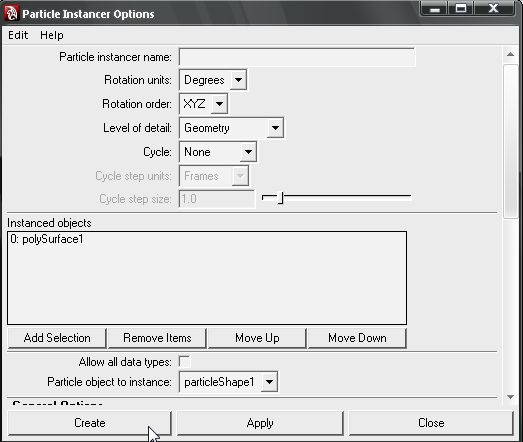 Particle Instancer Options
Edit Help
Particle instancer name:
Rotation units: Degrees
Rotation order: XYZ
Level of detail: Geometry
Cycle: None
Cycle step units: Frames
Cycle step size: 1.0
Instanced objects
0: polySurface1
Add Selection Remove Items Move Up Move Down
Allow all data types:
Particle object to instance: particleShape1
General Options
Create Apply Close